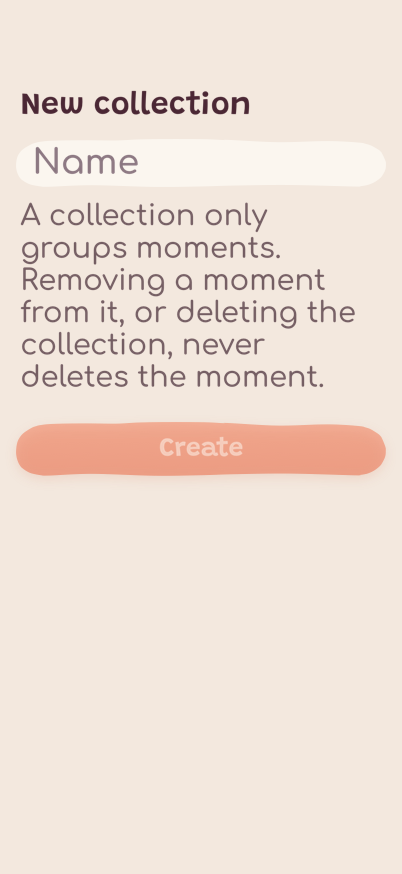 New collection
Name
A collection only
groups moments.
Removing a moment
from it, or deleting the
collection, never
deletes the moment.
Create